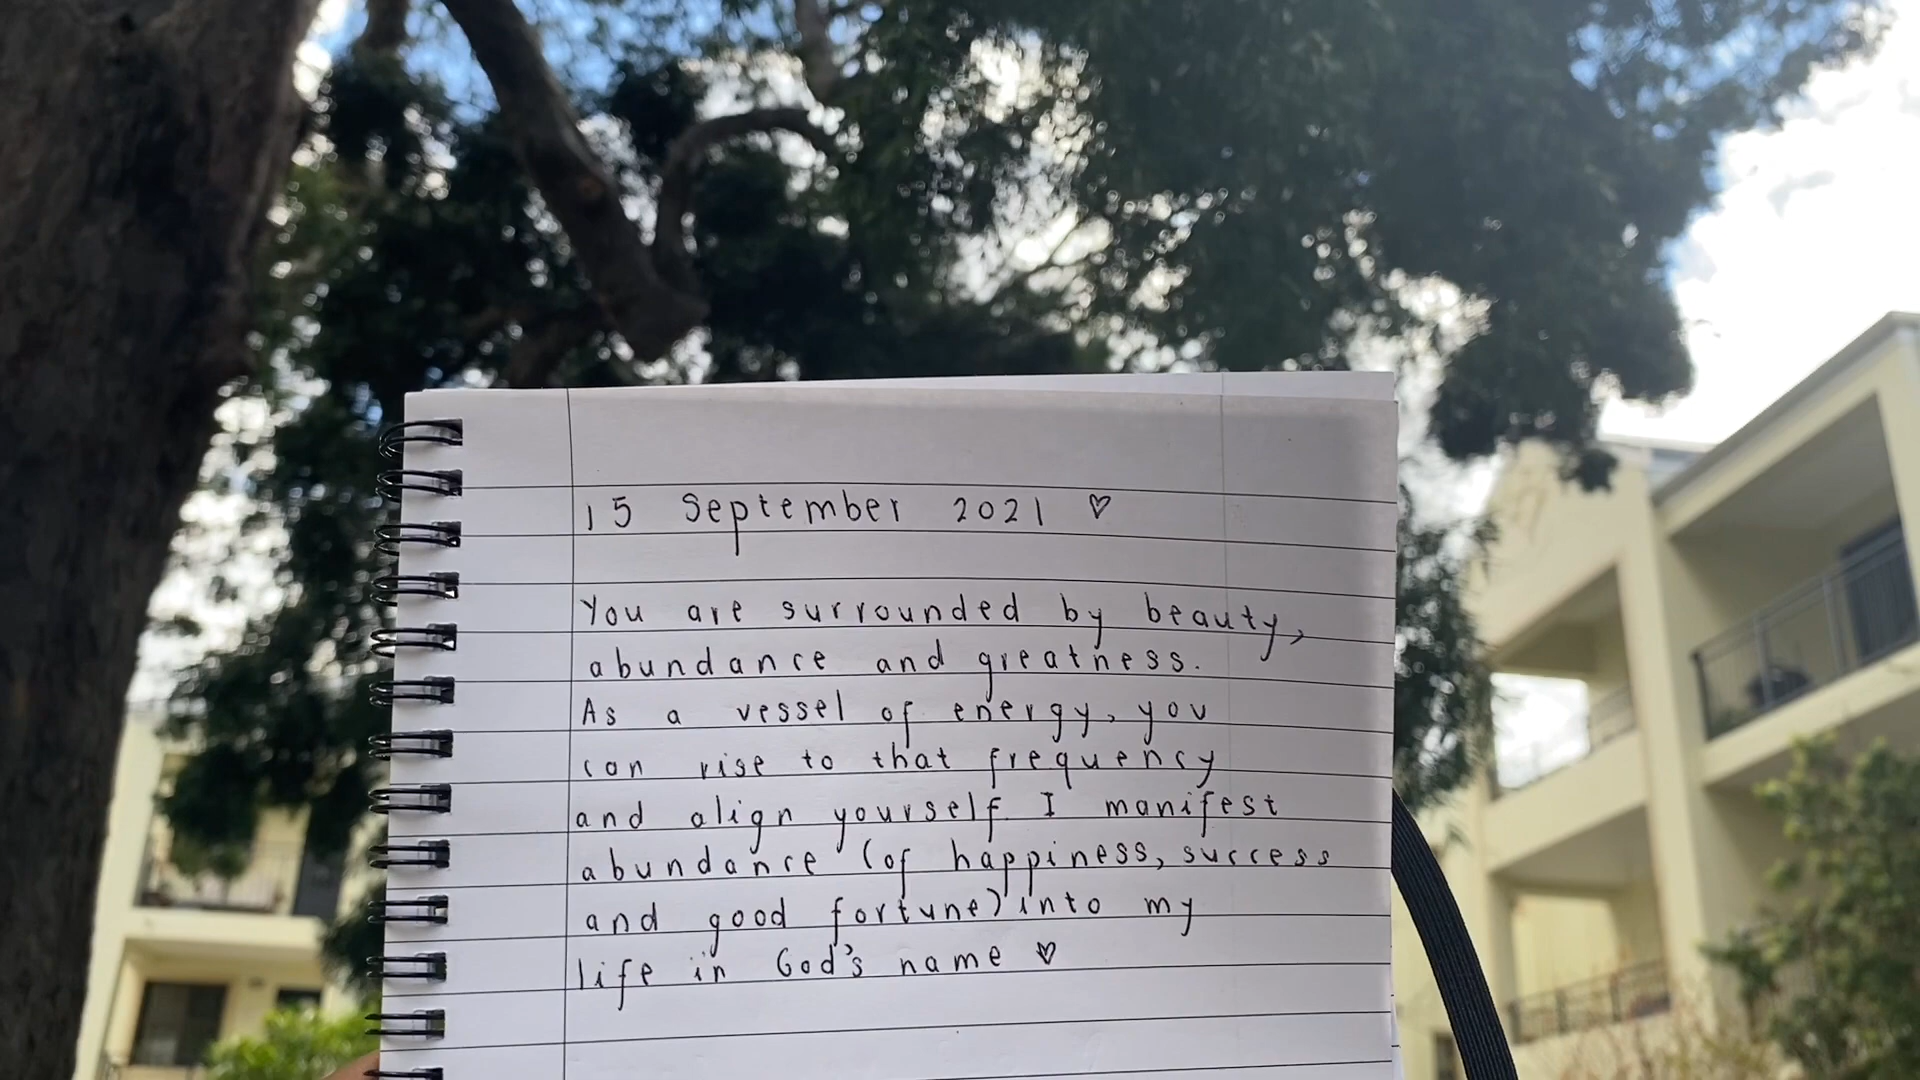 15 September 2021 ♡
You are surrounded by beauty,
abundance and greatness.
As a vessel of energy, you
can rise to that frequency
and align yourself. I manifest
abundance (of happiness, success
and good fortune) into my
life in God's name ♡